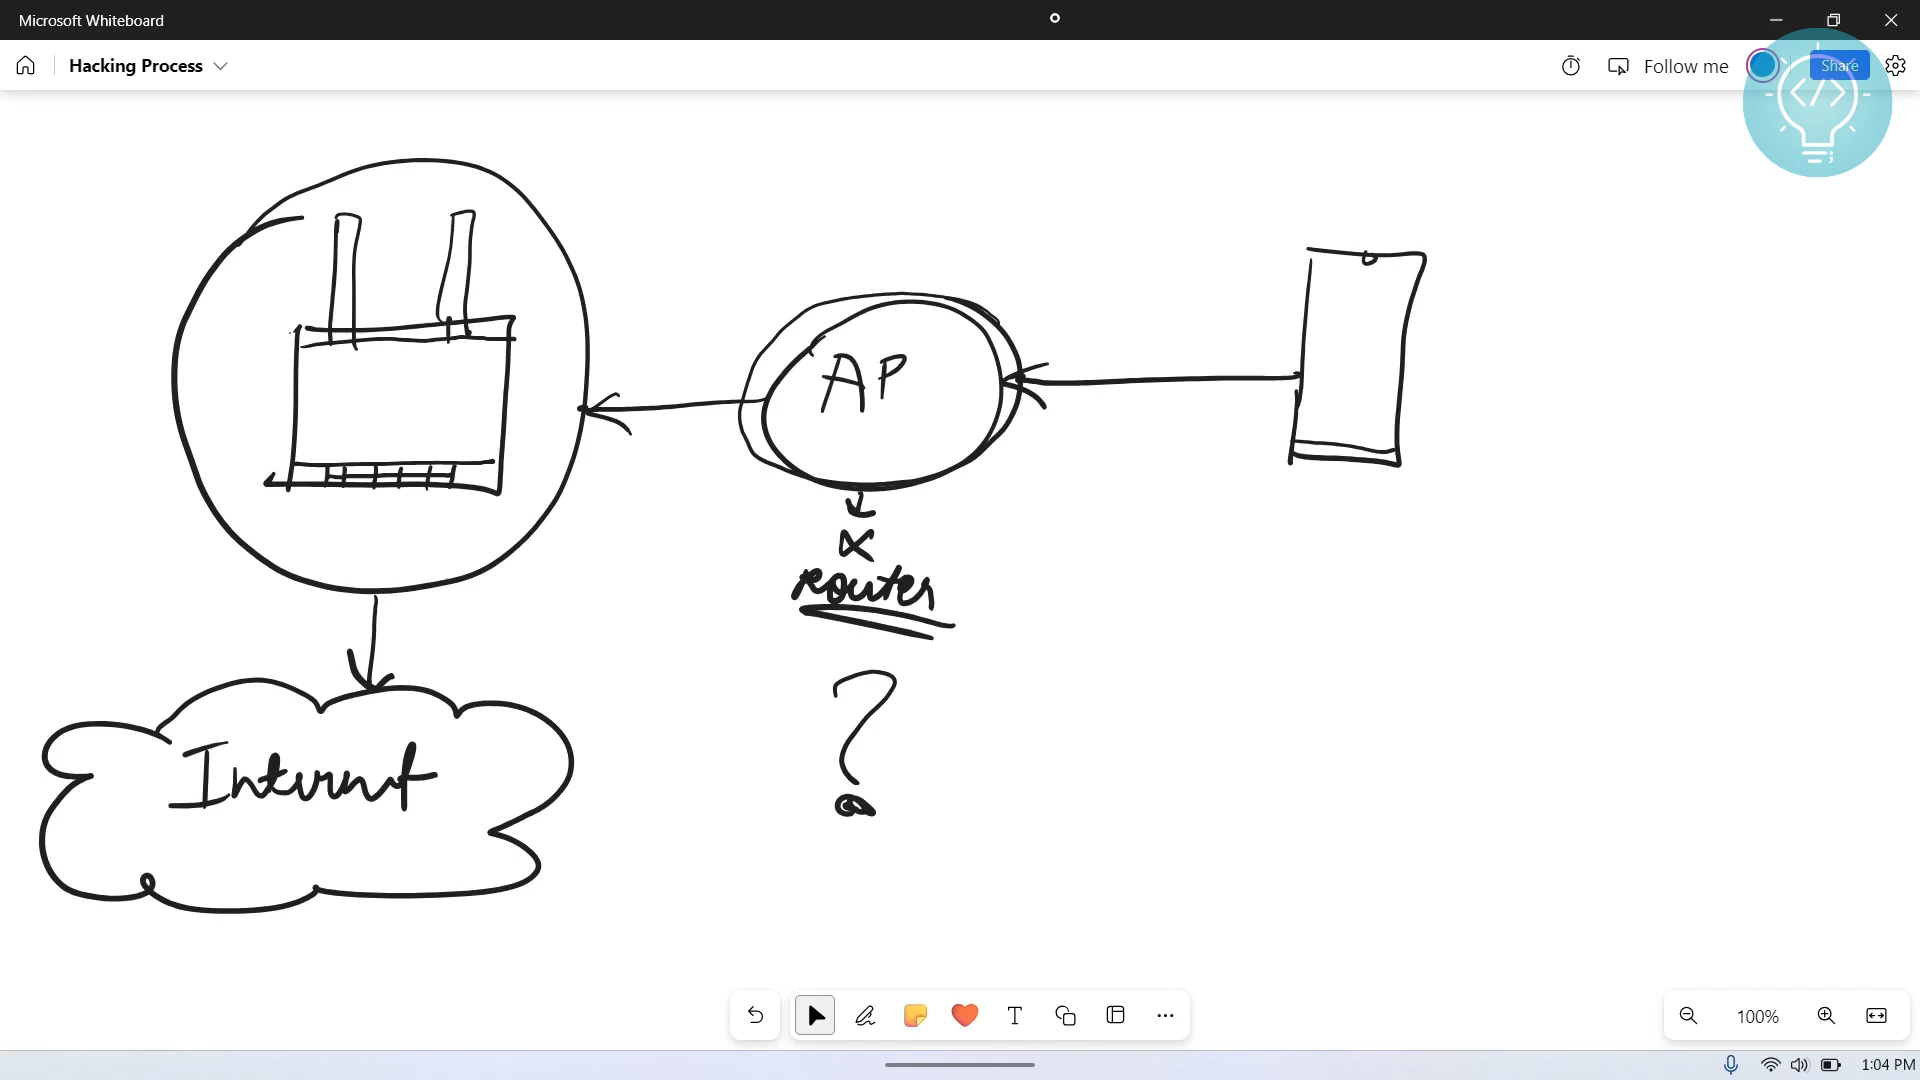 Microsoft Whiteboard
Hacking Process
Follow me
Share
AP
router
?
Internet
100%
1:04 PM